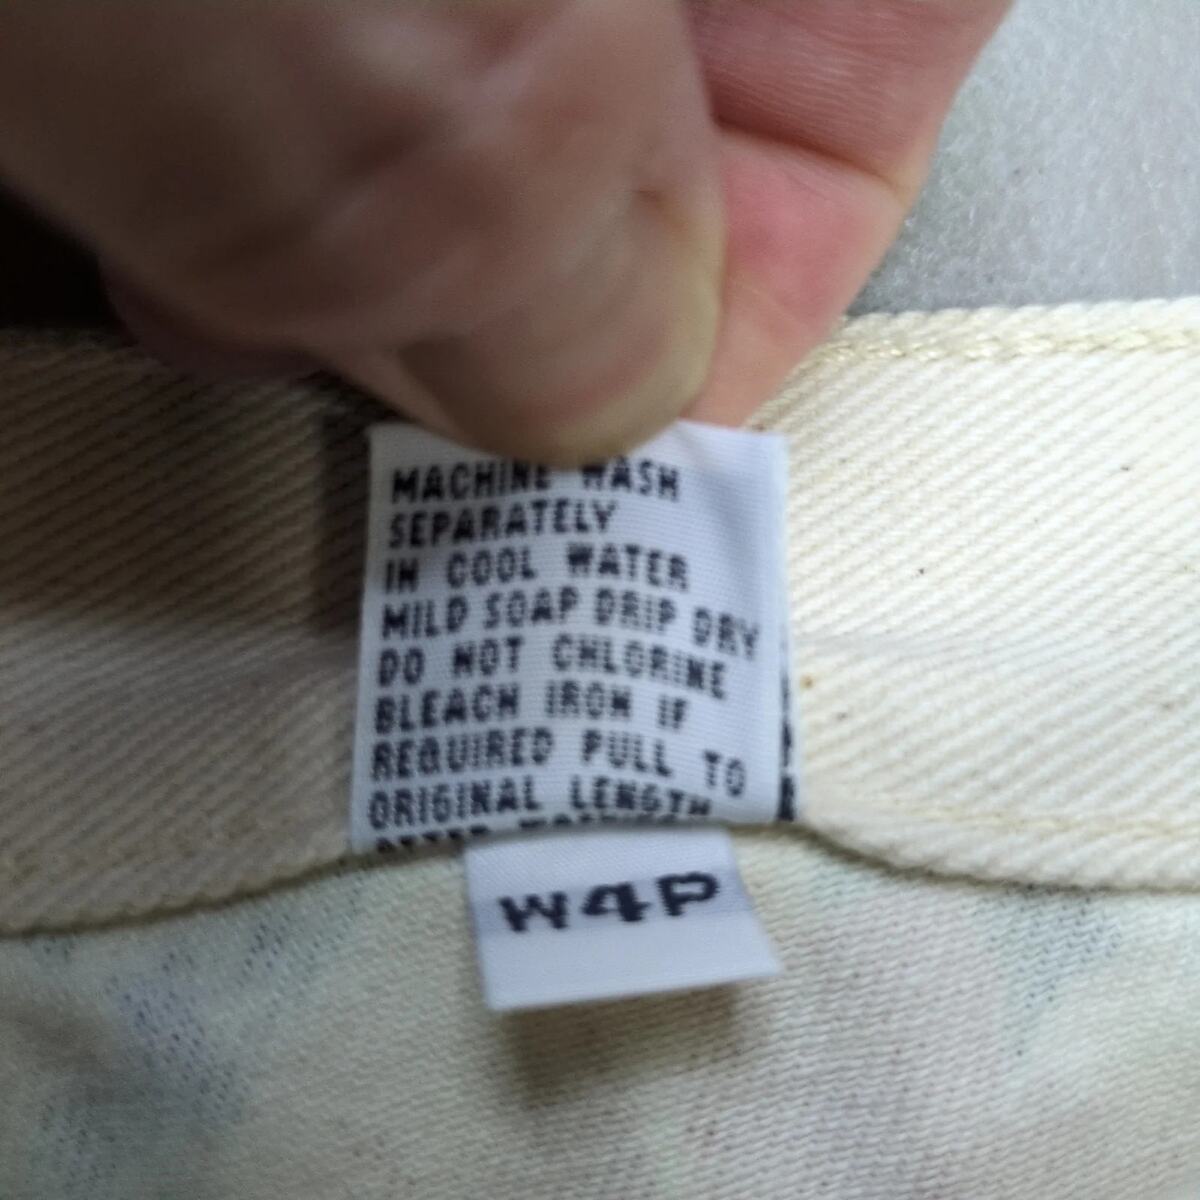 MACHINE WASH
SEPARATELY
IN COOL WATER
MILD SOAP DRIP DRY
DO NOT CHLORINE
BLEACH IRON IF
REQUIRED PULL TO
ORIGINAL LENGTH
W4P